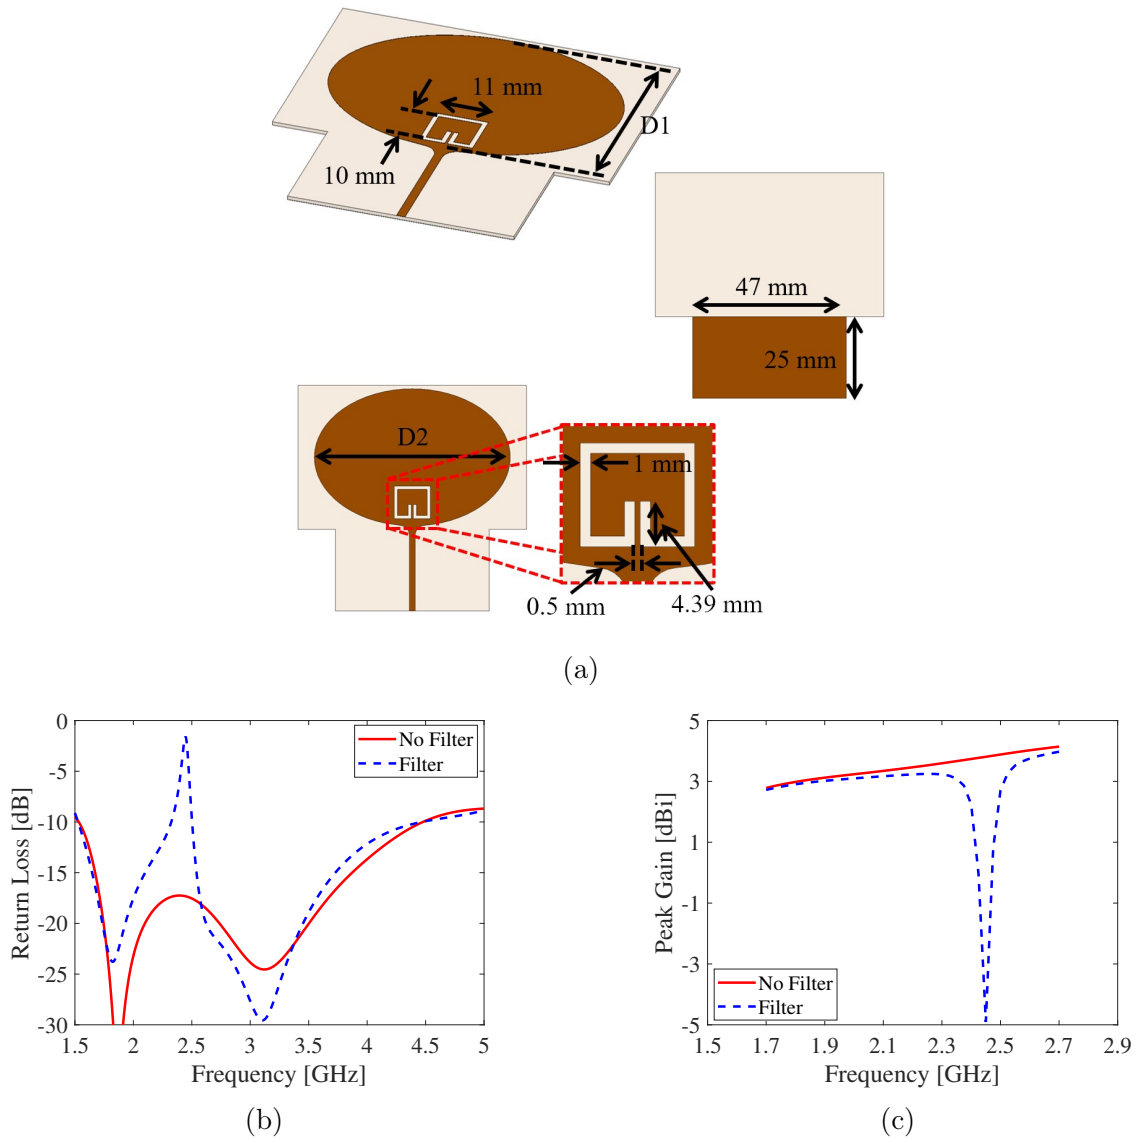 11 mm
D1
10 mm
47 mm
25 mm
D2
1 mm
0.5 mm
4.39 mm
(a)
0
-5
-10
-15
-20
-25
-30
Return Loss [dB]
No Filter
Filter
1.5 2 2.5 3 3.5 4 4.5 5
Frequency [GHz]
(b)
5
3
1
-1
-3
-5
Peak Gain [dBi]
No Filter
Filter
1.5 1.7 1.9 2.1 2.3 2.5 2.7 2.9
Frequency [GHz]
(c)